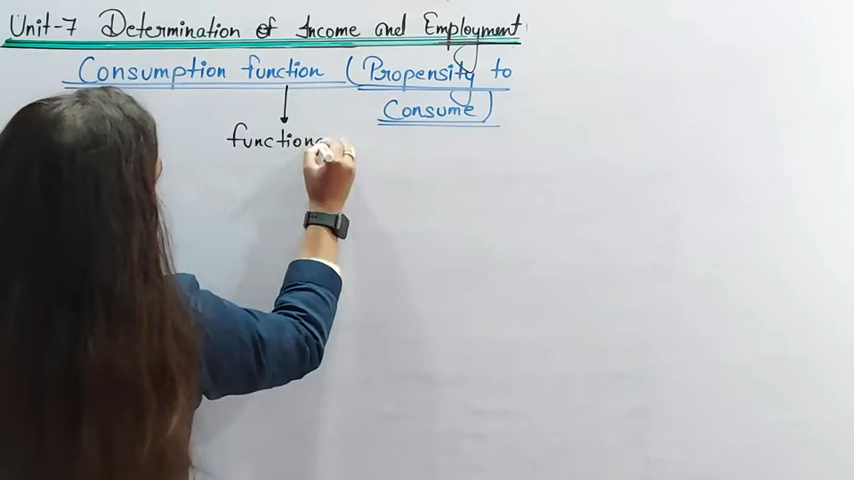 Unit-7 Determination of Income and Employment
Consumption function (Propensity to
Consume)
function